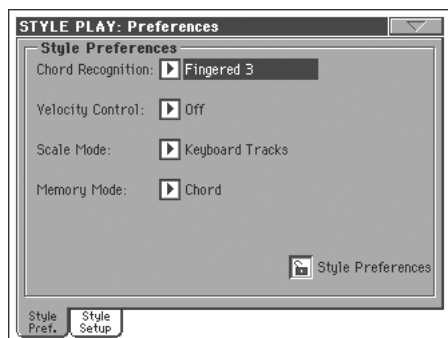 STYLE PLAY: Preferences
Style Preferences
Chord Recognition: Fingered 3
Velocity Control: Off
Scale Mode: Keyboard Tracks
Memory Mode: Chord
Style Preferences
Style Pref.
Style Setup